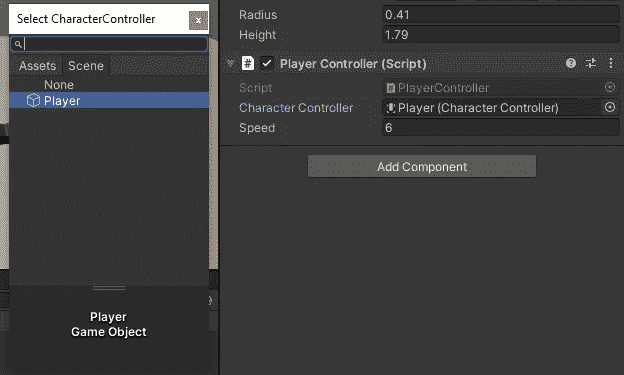 Select CharacterController
x
Assets Scene
None
Player
Player
Game Object
Radius 0.41
Height 1.79
# Player Controller (Script)
Script # PlayerController
Character Controller Player (Character Controller)
Speed 6
Add Component